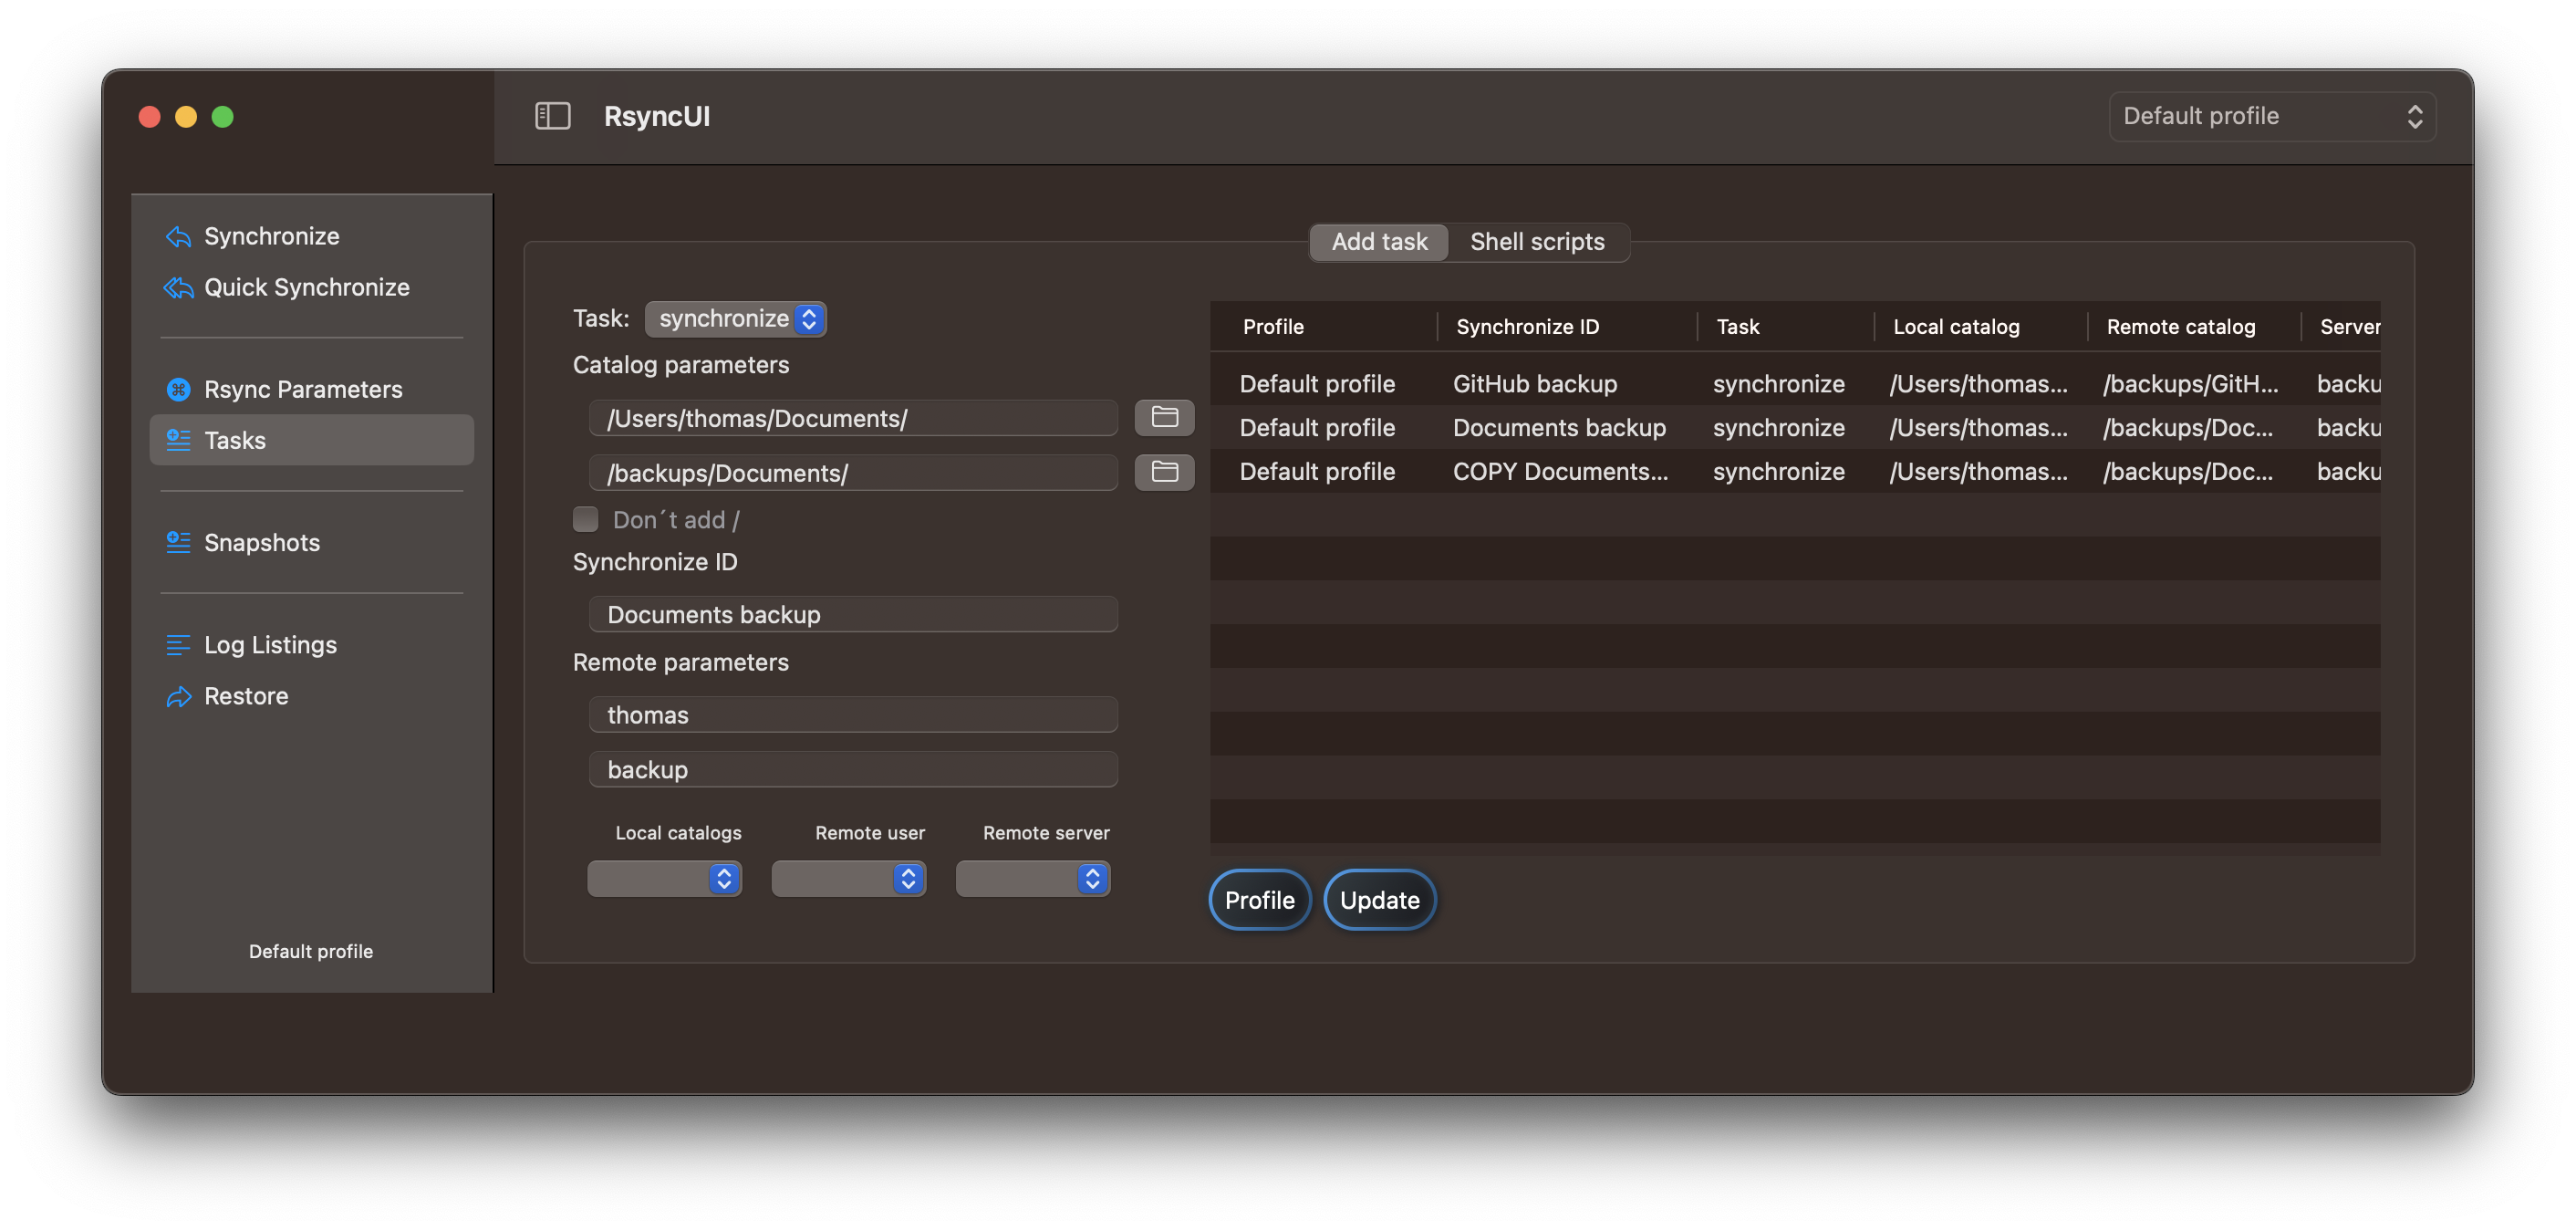 RsyncUI
Default profile
Synchronize
Quick Synchronize
Rsync Parameters
Tasks
Snapshots
Log Listings
Restore
Default profile
Add task Shell scripts
Task: synchronize
Catalog parameters
/Users/thomas/Documents/
/backups/Documents/
Don´t add /
Synchronize ID
Documents backup
Remote parameters
thomas
backup
Local catalogs Remote user Remote server
Profile Synchronize ID Task Local catalog Remote catalog Server
Default profile GitHub backup synchronize /Users/thomas... /backups/GitH... backu
Default profile Documents backup synchronize /Users/thomas... /backups/Doc... backu
Default profile COPY Documents... synchronize /Users/thomas... /backups/Doc... backu
Profile Update